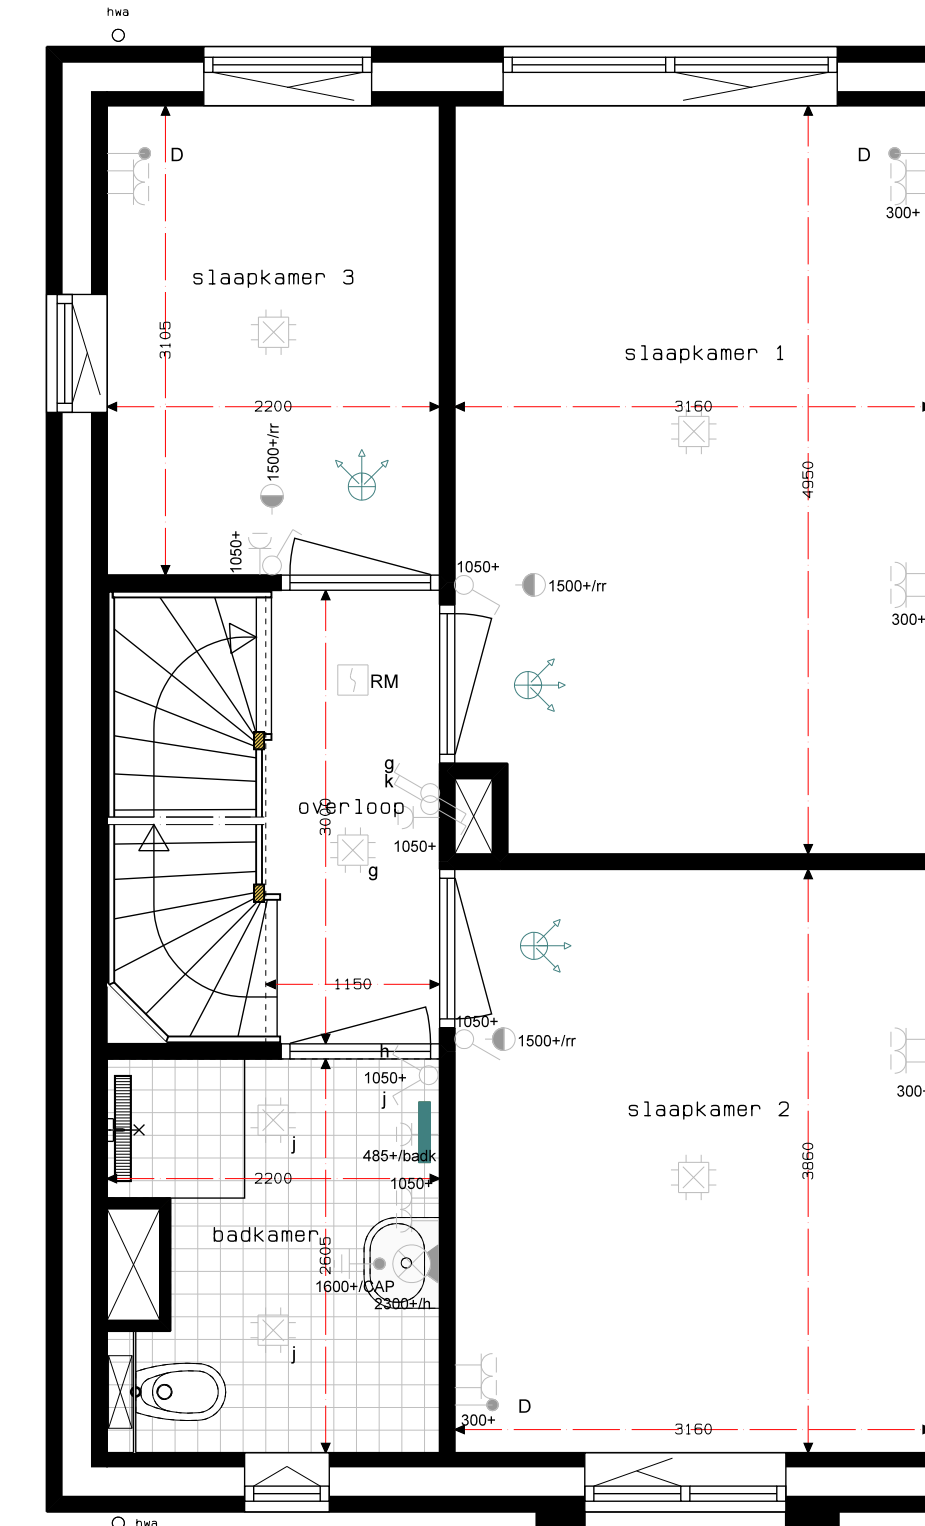 hwa
D
D
300+
slaapkamer 3
3105
slaapkamer 1
2200
3160
1500+/rr
4950
1050+
1050+
1500+/rr
300+
RM
g
k
overloop
3000
1050+
g
1150
1050+
1500+/rr
h
1050+
j
300+
slaapkamer 2
j
485+/badk
3860
2200
1050+
badkamer
2605
1600+/CAP
2300+/h
j
D
300+
3160
hwa